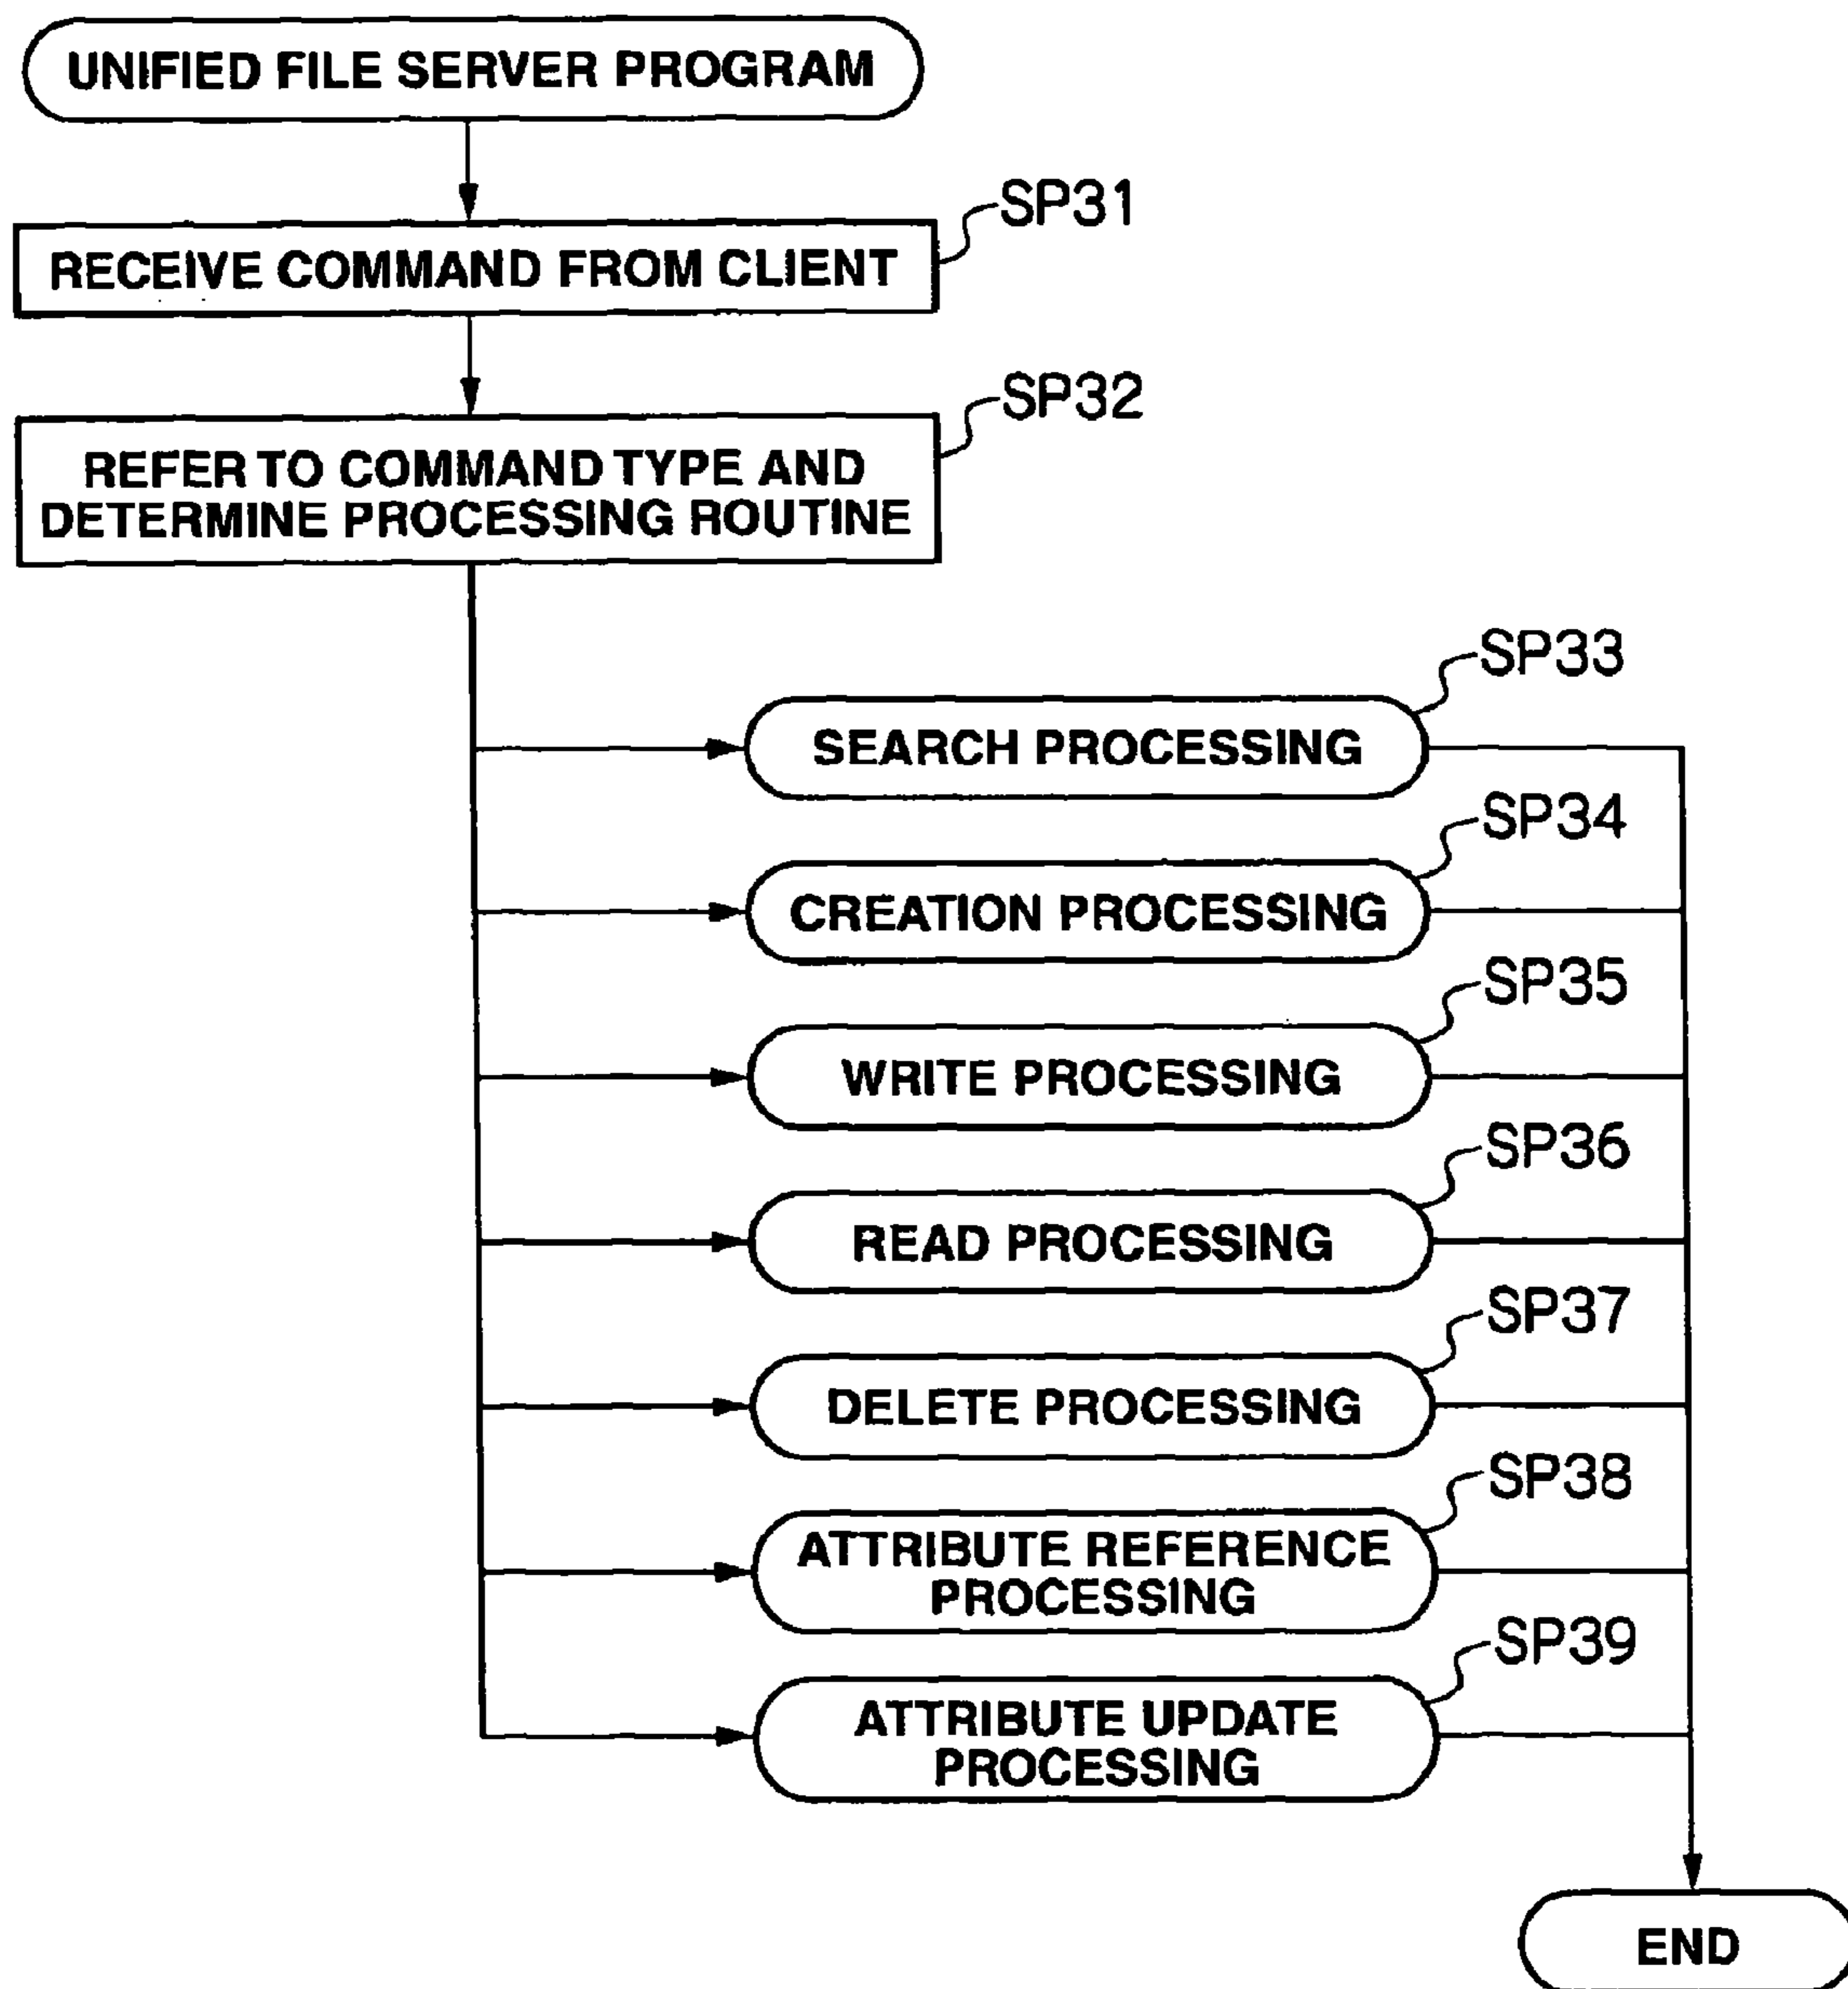 UNIFIED FILE SERVER PROGRAM
SP31
RECEIVE COMMAND FROM CLIENT
SP32
REFER TO COMMAND TYPE AND
DETERMINE PROCESSING ROUTINE
SP33
SEARCH PROCESSING
SP34
CREATION PROCESSING
SP35
WRITE PROCESSING
SP36
READ PROCESSING
SP37
DELETE PROCESSING
SP38
ATTRIBUTE REFERENCE
PROCESSING
SP39
ATTRIBUTE UPDATE
PROCESSING
END